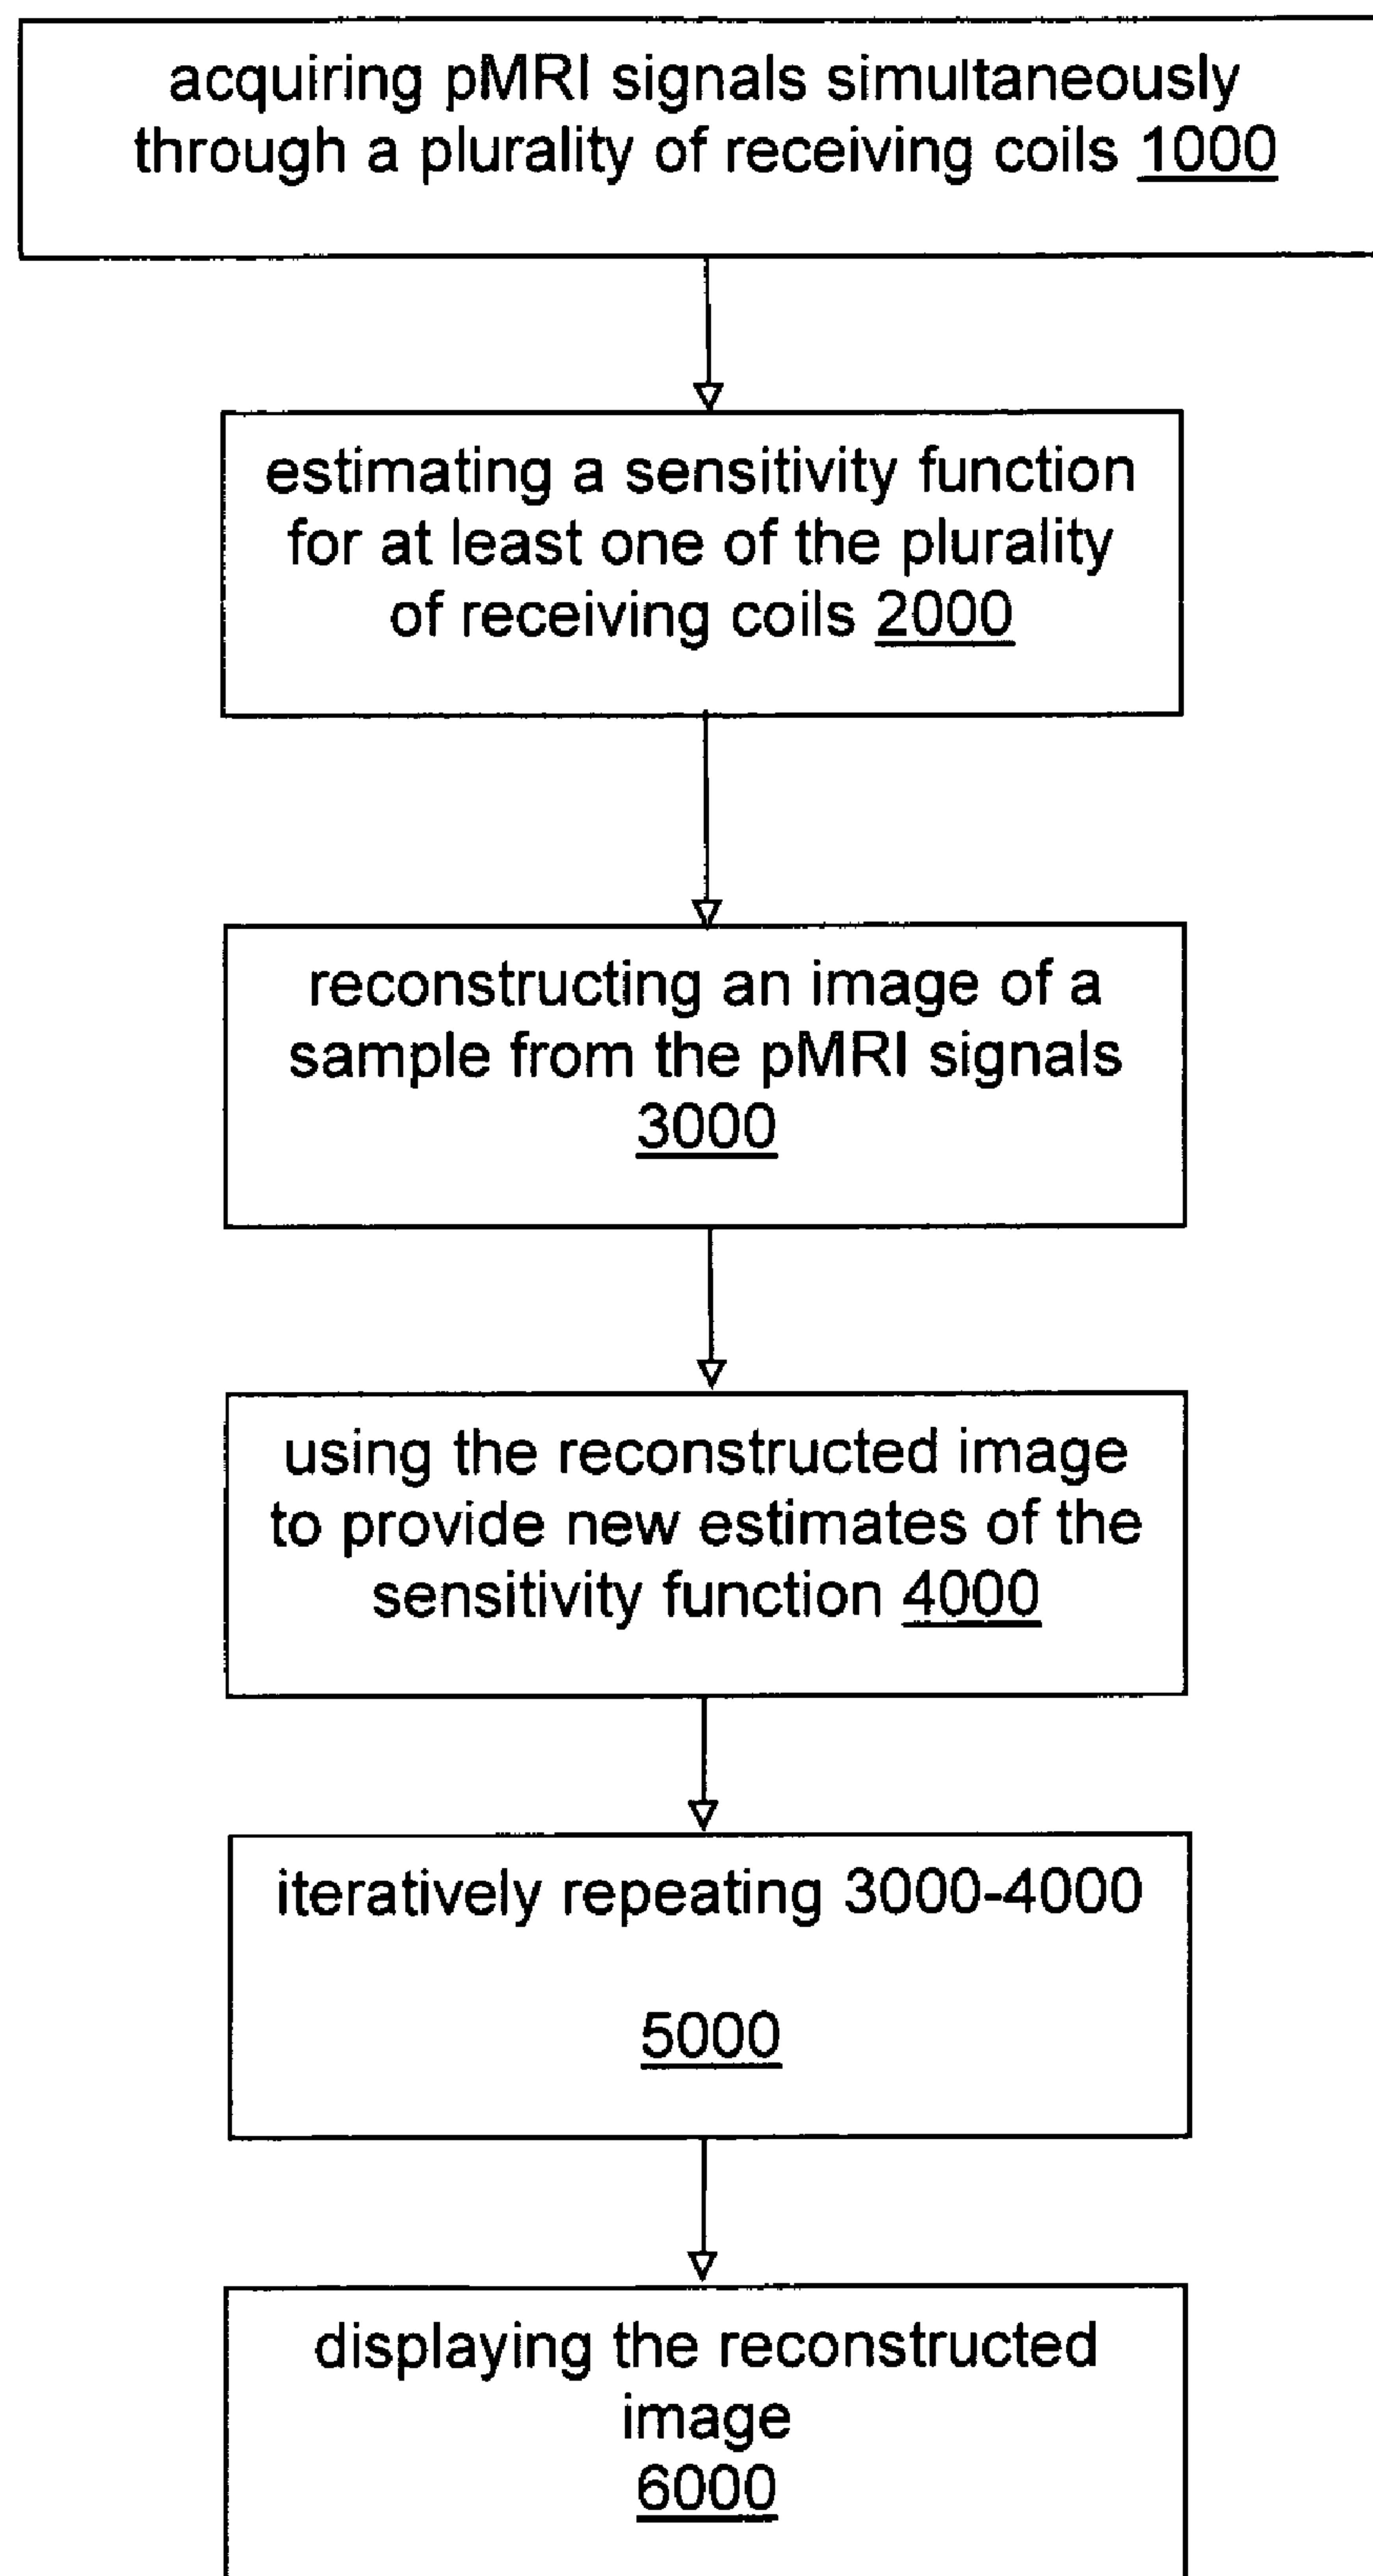 acquiring pMRI signals simultaneously
through a plurality of receiving coils 1000
estimating a sensitivity function
for at least one of the plurality
of receiving coils 2000
reconstructing an image of a
sample from the pMRI signals
3000
using the reconstructed image
to provide new estimates of the
sensitivity function 4000
iteratively repeating 3000-4000
5000
displaying the reconstructed
image
6000